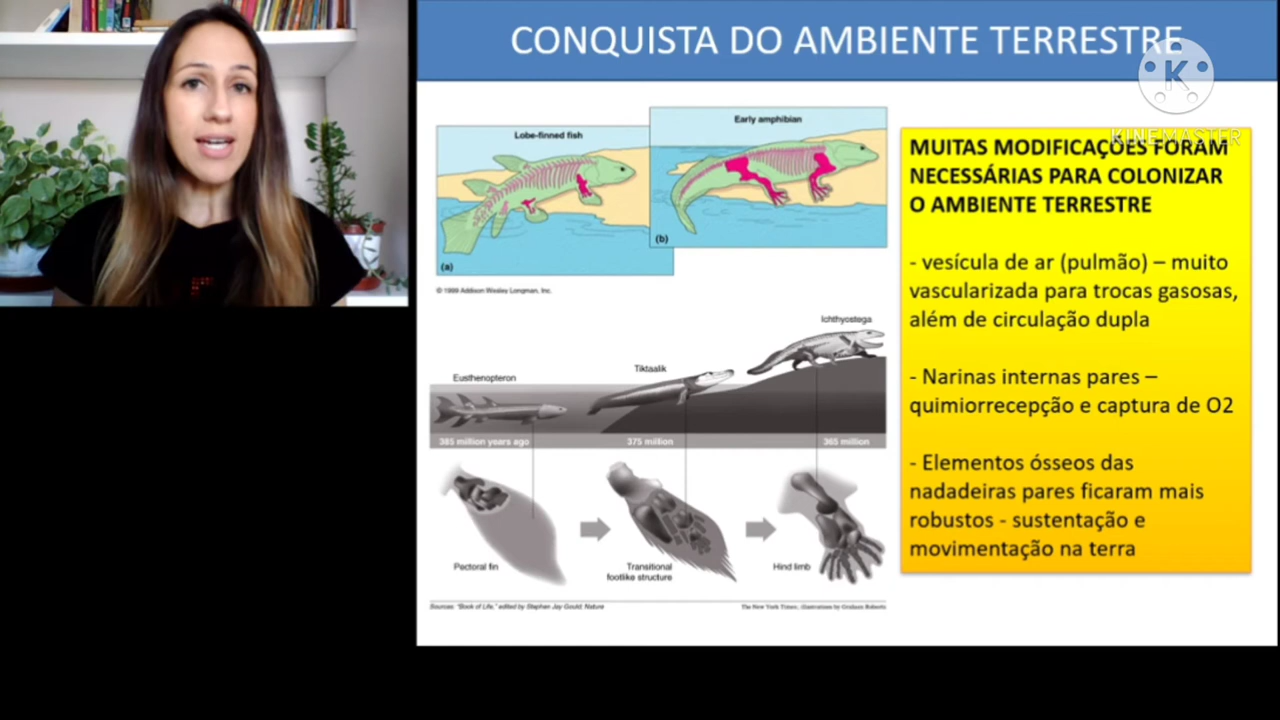 CONQUISTA DO AMBIENTE TERRESTRE
K
KINEMASTER
Lobe-finned fish
(a)
Early amphibian
(b)
© 1999 Addison Wesley Longman, Inc.
Eusthenopteron
Tiktaalik
Ichthyostega
385 million years ago
375 million
365 million
Pectoral fin
Transitional
footlike structure
Hind limb
Sources: "Book of Life," edited by Stephen Jay Gould; Nature
The New York Times, illustrations by Graham Roberts
MUITAS MODIFICAÇÕES FORAM
NECESSÁRIAS PARA COLONIZAR
O AMBIENTE TERRESTRE
- vesícula de ar (pulmão) – muito
vascularizada para trocas gasosas,
além de circulação dupla
- Narinas internas pares –
quimiorrecepção e captura de O2
- Elementos ósseos das
nadadeiras pares ficaram mais
robustos - sustentação e
movimentação na terra